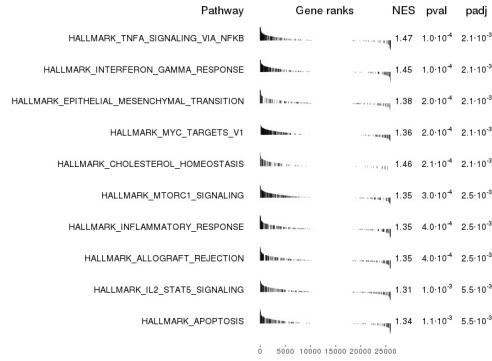 Pathway Gene ranks NES pval padj
HALLMARK_TNFA_SIGNALING_VIA_NFKB 1.47 1.0·10⁻⁴ 2.1·10⁻³
HALLMARK_INTERFERON_GAMMA_RESPONSE 1.45 1.0·10⁻⁴ 2.1·10⁻³
HALLMARK_EPITHELIAL_MESENCHYMAL_TRANSITION 1.38 2.0·10⁻⁴ 2.1·10⁻³
HALLMARK_MYC_TARGETS_V1 1.36 2.0·10⁻⁴ 2.1·10⁻³
HALLMARK_CHOLESTEROL_HOMEOSTASIS 1.46 2.1·10⁻⁴ 2.1·10⁻³
HALLMARK_MTORC1_SIGNALING 1.35 3.0·10⁻⁴ 2.5·10⁻³
HALLMARK_INFLAMMATORY_RESPONSE 1.35 4.0·10⁻⁴ 2.5·10⁻³
HALLMARK_ALLOGRAFT_REJECTION 1.35 4.0·10⁻⁴ 2.5·10⁻³
HALLMARK_IL2_STAT5_SIGNALING 1.31 1.0·10⁻³ 5.5·10⁻³
HALLMARK_APOPTOSIS 1.34 1.1·10⁻³ 5.5·10⁻³
0 5000 10000 15000 20000 25000